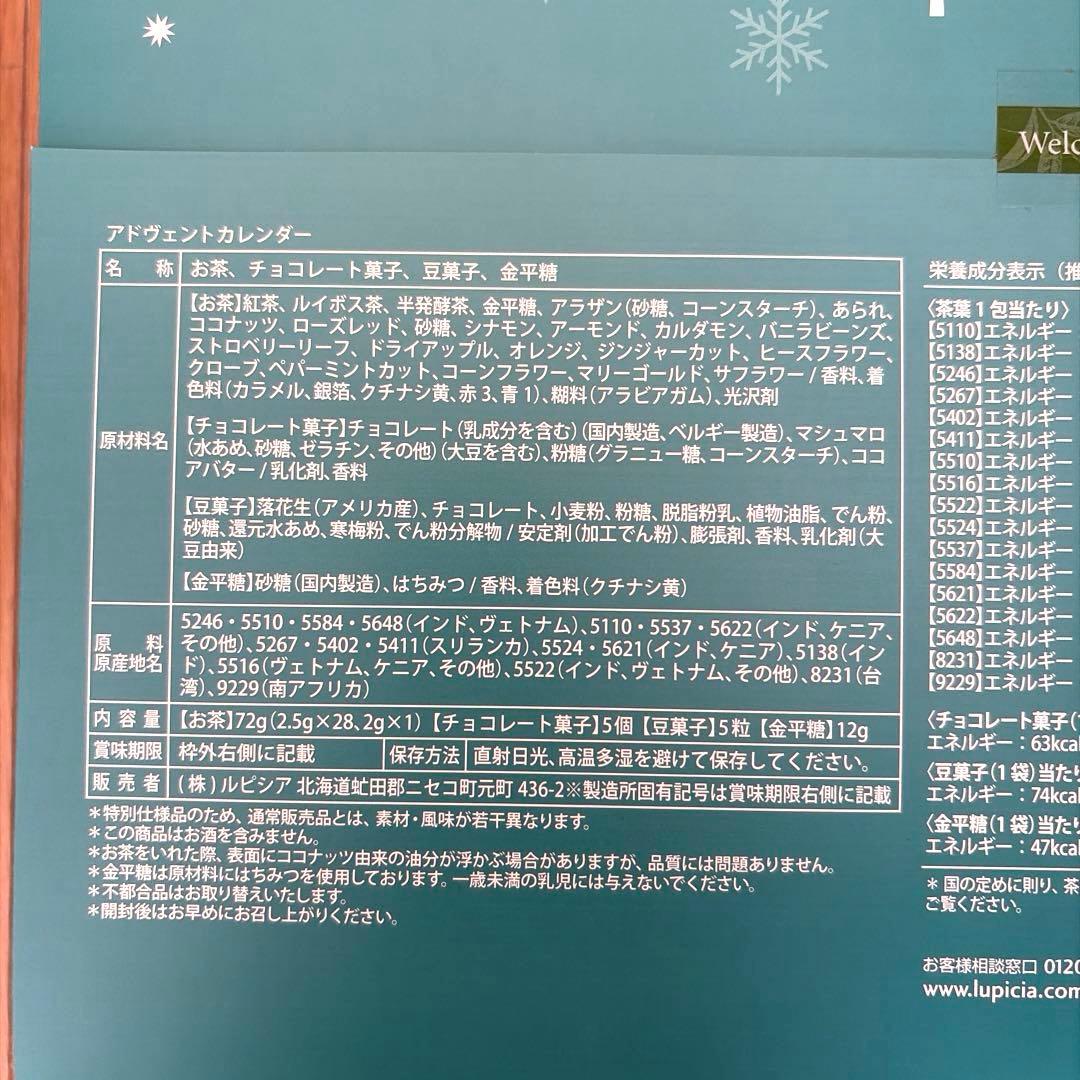 Welc
アドヴェントカレンダー
名 称 お茶、チョコレート菓子、豆菓子、金平糖
原材料名
【お茶】紅茶、ルイボス茶、半発酵茶、金平糖、アラザン(砂糖、コーンスターチ)、あられ、
ココナッツ、ローズレッド、砂糖、シナモン、アーモンド、カルダモン、バニラビーンズ、
ストロベリーリーフ、ドライアップル、オレンジ、ジンジャーカット、ヒースフラワー、
クローブ、ペパーミントカット、コーンフラワー、マリーゴールド、サフラワー / 香料、着
色料(カラメル、銀箔、クチナシ黄、赤3、青1)、糊料(アラビアガム)、光沢剤
【チョコレート菓子】チョコレート(乳成分を含む)(国内製造、ベルギー製造)、マシュマロ
(水あめ、砂糖、ゼラチン、その他)(大豆を含む)、粉糖(グラニュー糖、コーンスターチ)、ココ
アバター / 乳化剤、香料
【豆菓子】落花生(アメリカ産)、チョコレート、小麦粉、粉糖、脱脂粉乳、植物油脂、でん粉、
砂糖、還元水あめ、寒梅粉、でん粉分解物 / 安定剤(加工でん粉)、膨張剤、香料、乳化剤(大
豆由来)
【金平糖】砂糖(国内製造)、はちみつ / 香料、着色料(クチナシ黄)
原 料
原産地名
5246・5510・5584・5648(インド、ヴェトナム)、5110・5537・5622(インド、ケニア、
その他)、5267・5402・5411(スリランカ)、5524・5621(インド、ケニア)、5138(イン
ド)、5516(ヴェトナム、ケニア、その他)、5522(インド、ヴェトナム、その他)、8231(台
湾)、9229(南アフリカ)
内容量 【お茶】72g(2.5g×28、2g×1)【チョコレート菓子】5個【豆菓子】5粒【金平糖】12g
賞味期限 枠外右側に記載 保存方法 直射日光、高温多湿を避けて保存してください。
販売者 (株)ルピシア 北海道虻田郡ニセコ町元町 436-2※製造所固有記号は賞味期限右側に記載
＊特別仕様品のため、通常販売品とは、素材・風味が若干異なります。
＊この商品はお酒を含みません。
＊お茶をいれた際、表面にココナッツ由来の油分が浮かぶ場合がありますが、品質には問題ありません。
＊金平糖は原材料にはちみつを使用しております。一歳未満の乳児には与えないでください。
＊不都合品はお取り替えいたします。
＊開封後はお早めにお召し上がりください。
栄養成分表示(推
〈茶葉1包当たり〉
【5110】エネルギー
【5138】エネルギー
【5246】エネルギー
【5267】エネルギー
【5402】エネルギー
【5411】エネルギー
【5510】エネルギー
【5516】エネルギー
【5522】エネルギー
【5524】エネルギー
【5537】エネルギー
【5584】エネルギー
【5621】エネルギー
【5622】エネルギー
【5648】エネルギー
【8231】エネルギー
【9229】エネルギー
〈チョコレート菓子(1
エネルギー：63kcal
〈豆菓子(1袋)当たり
エネルギー：74kcal
〈金平糖(1袋)当たり
エネルギー：47kcal
＊国の定めに則り、茶
ご覧ください。
お客様相談窓口 0120
www.lupicia.com